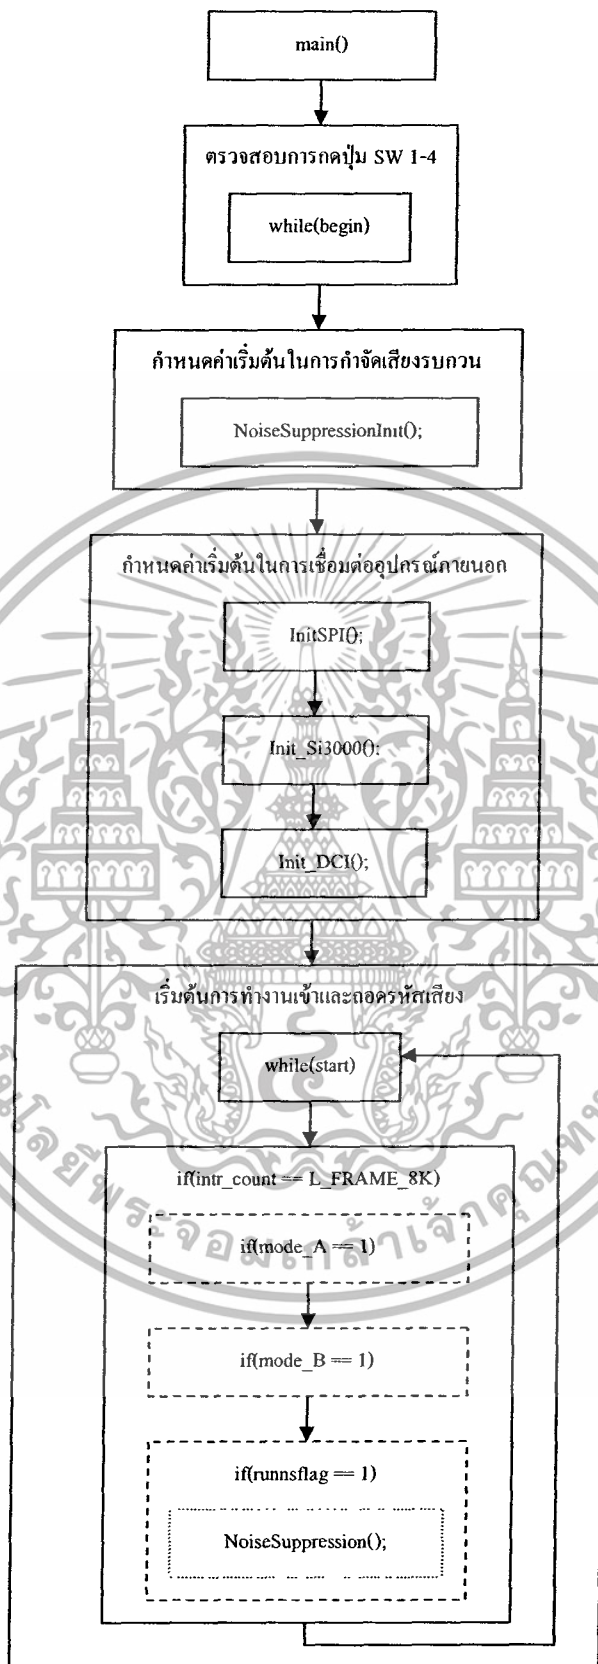 main()
ตรวจสอบการกดปุ่ม SW 1-4
while(begin)
กำหนดค่าเริ่มต้นในการกำจัดเสียงรบกวน
NoiseSuppressionInit();
กำหนดค่าเริ่มต้นในการเชื่อมต่ออุปกรณ์ภายนอก
InitSPI();
Init_Si3000();
Init_DCI();
เริ่มต้นการทำงานเข้าและถอดรหัสเสียง
while(start)
if(intr_count == L_FRAME_8K)
if(mode_A == 1)
if(mode_B == 1)
if(runnsflag == 1)
NoiseSuppression();